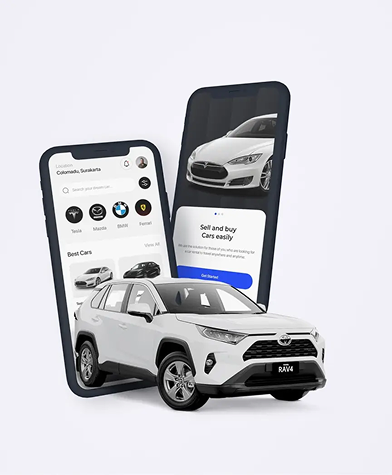 Location
Colomadu, Surakarta
Search your dream car...
Tesla
Mazda
BMW
Ferrari
Best Cars
View All
Sell and buy
Cars easily
Get Started
RAV4